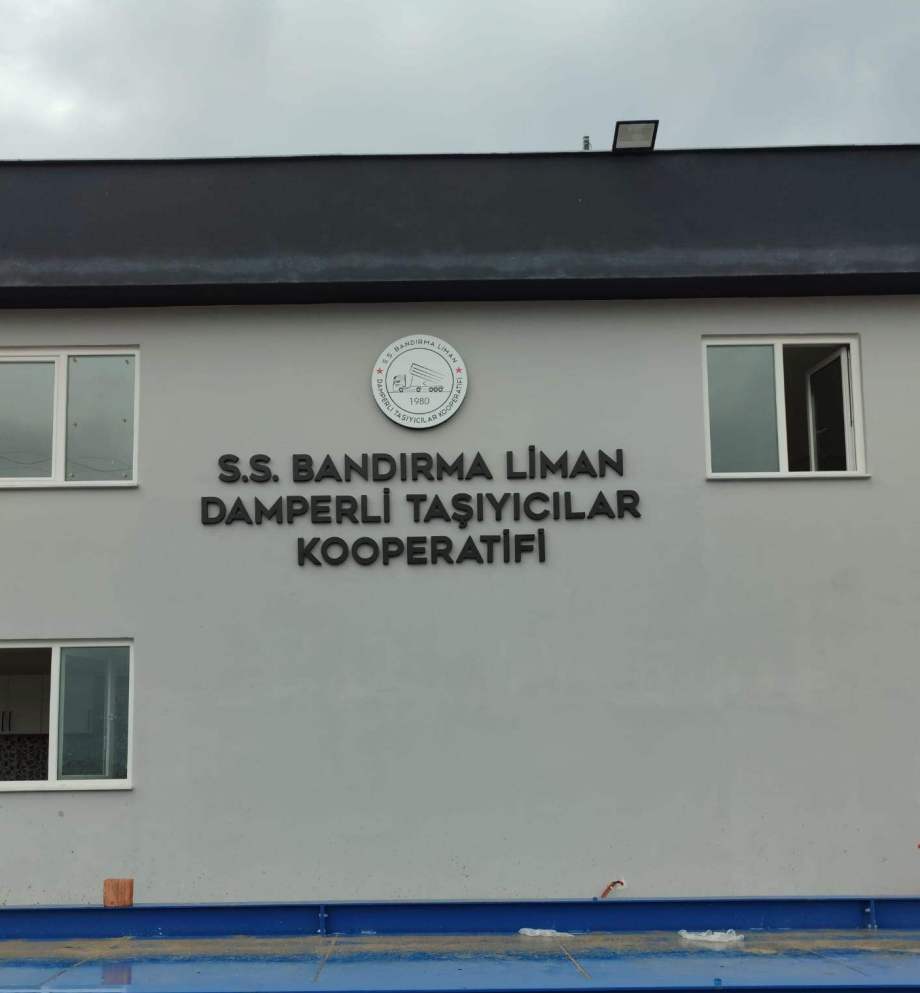 S.S. BANDIRMA LİMAN
1980
DAMPERLİ TAŞIYICILAR KOOPERATİFİ
S.S. BANDIRMA LİMAN
DAMPERLİ TAŞIYICILAR
KOOPERATİFİ